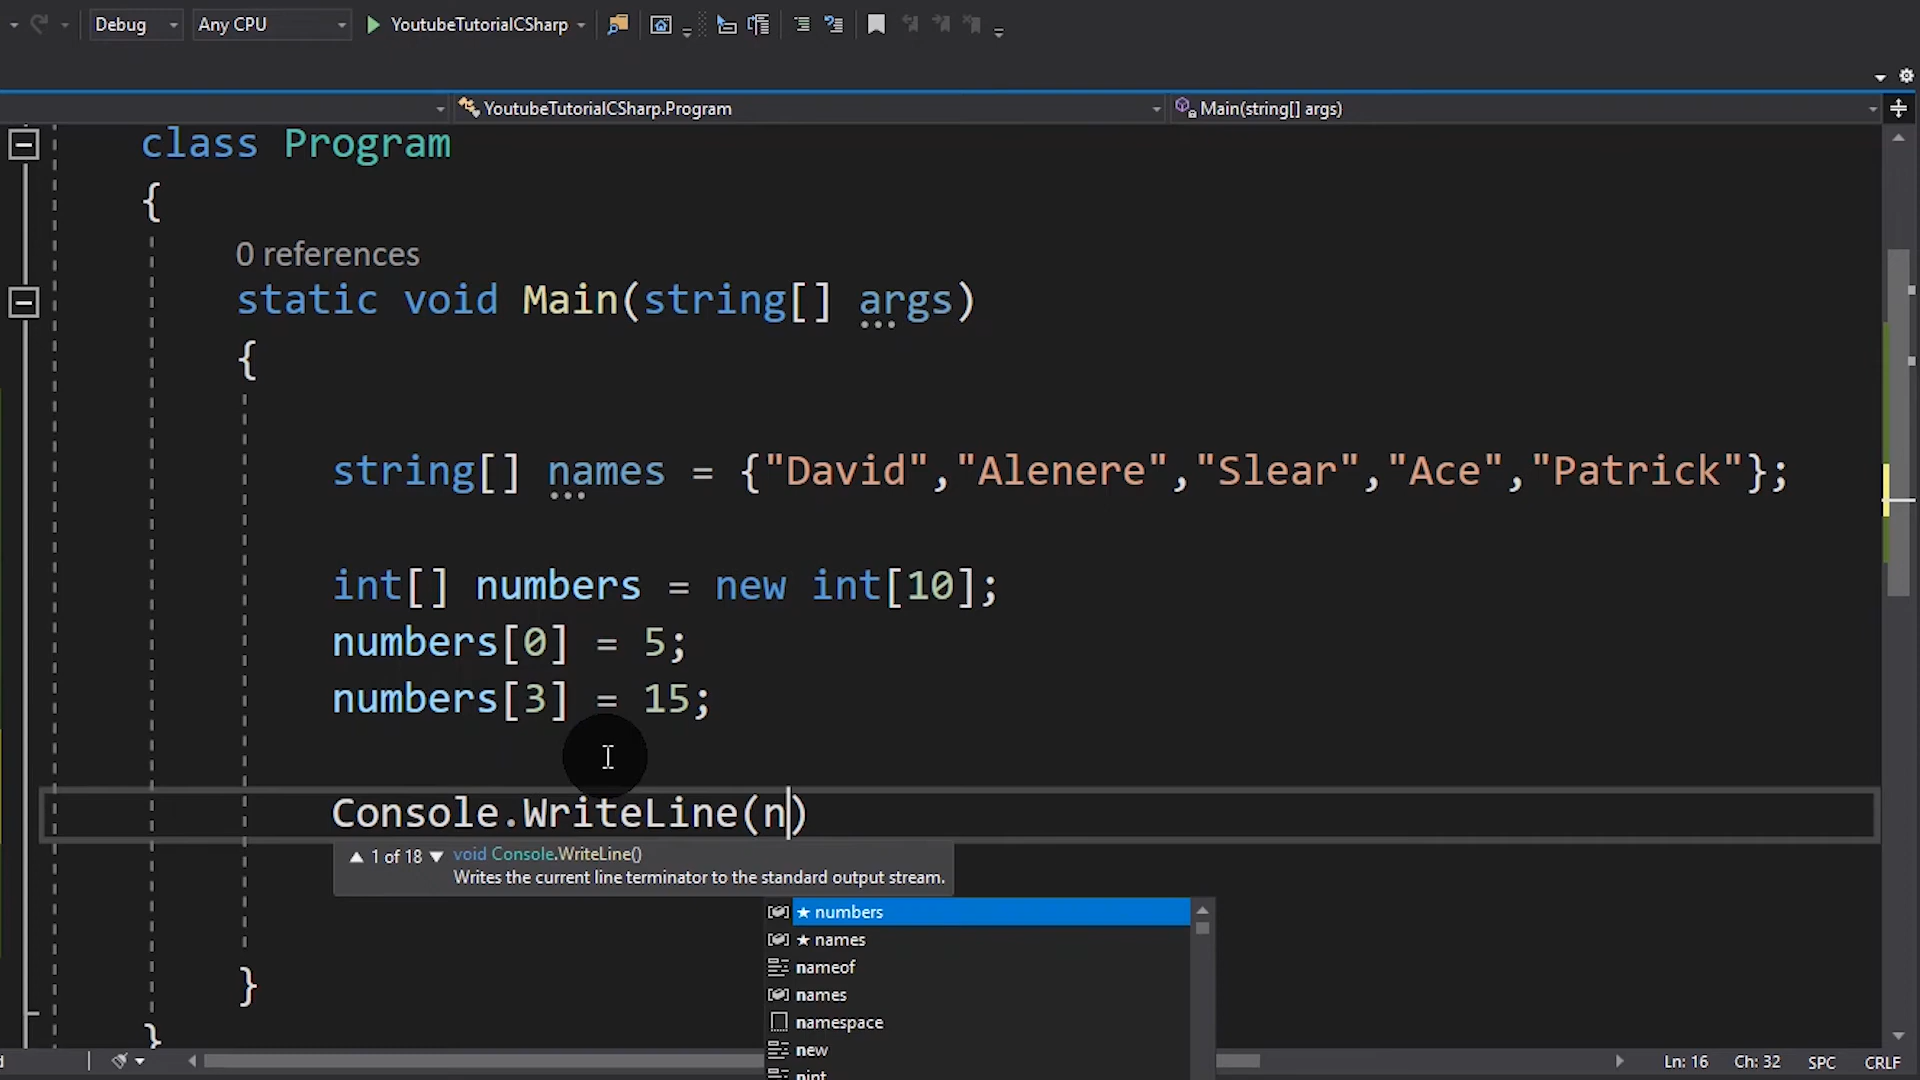 Debug Any CPU YoutubeTutorialCSharp
YoutubeTutorialCSharp.Program Main(string[] args)
class Program
{
0 references
static void Main(string[] args)
{
string[] names = {"David","Alenere","Slear","Ace","Patrick"};
int[] numbers = new int[10];
numbers[0] = 5;
numbers[3] = 15;
Console.WriteLine(n)
1 of 18 void Console.WriteLine()
Writes the current line terminator to the standard output stream.
★ numbers
★ names
nameof
names
namespace
new
nint
}
}
Ln: 16 Ch: 32 SPC CRLF